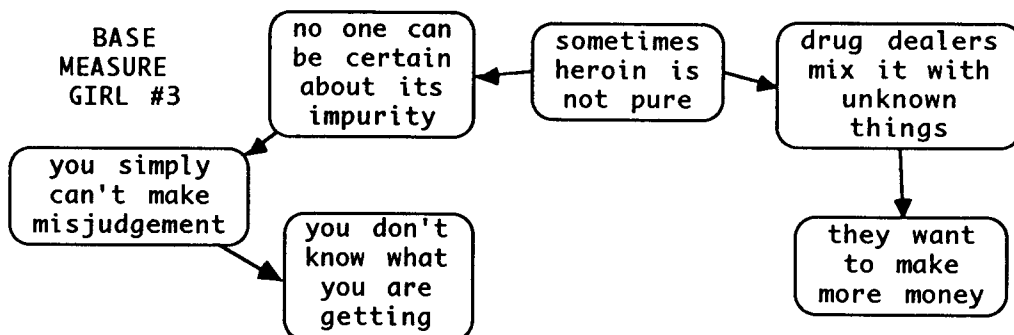 BASE
MEASURE
GIRL #3
no one can
be certain
about its
impurity
sometimes
heroin is
not pure
drug dealers
mix it with
unknown
things
you simply
can't make
misjudgement
you don't
know what
you are
getting
they want
to make
more money